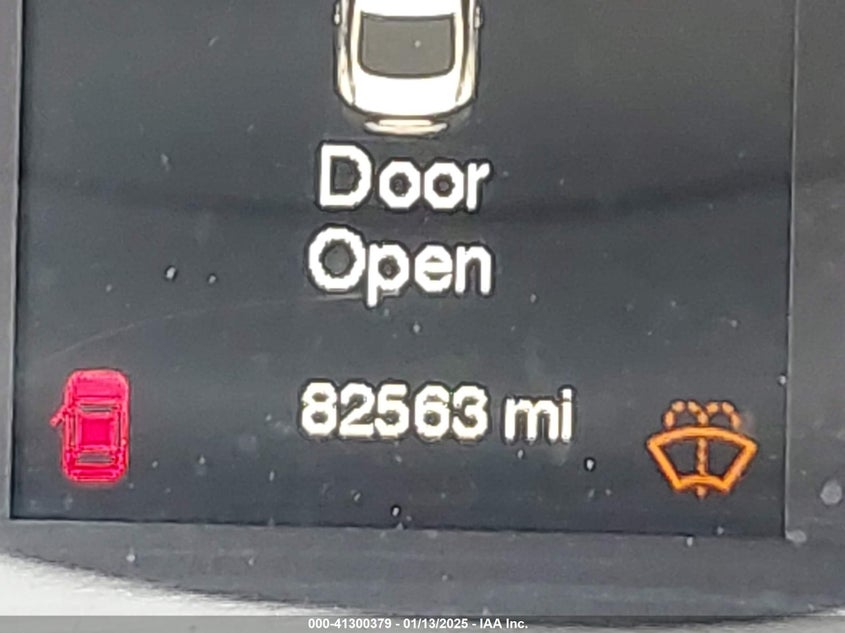 Door
Open
82563 mi
000-41300379 - 01/13/2025 - IAA Inc.